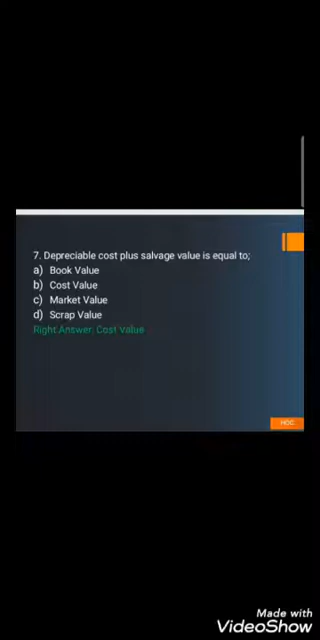 7. Depreciable cost plus salvage value is equal to;
a) Book Value
b) Cost Value
c) Market Value
d) Scrap Value
Right Answer: Cost Value
HOC
Made with
VideoShow